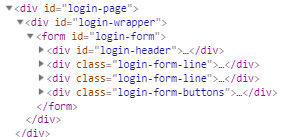 ▼<div id="login-page">
▼<div id="login-wrapper">
▼<form id="login-form">
▶<div id="login-header">…</div>
▶<div class="login-form-line">…</div>
▶<div class="login-form-line">…</div>
▶<div class="login-form-buttons">…</div>
</form>
</div>
</div>